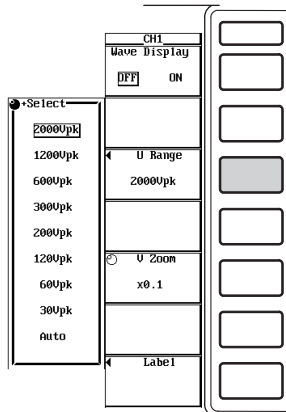 CH1
Wave Display
OFF ON
+Select
2000Vpk
1200Vpk
600Vpk
300Vpk
200Vpk
120Vpk
60Vpk
30Vpk
Auto
U Range
2000Vpk
V Zoom
x0.1
Label